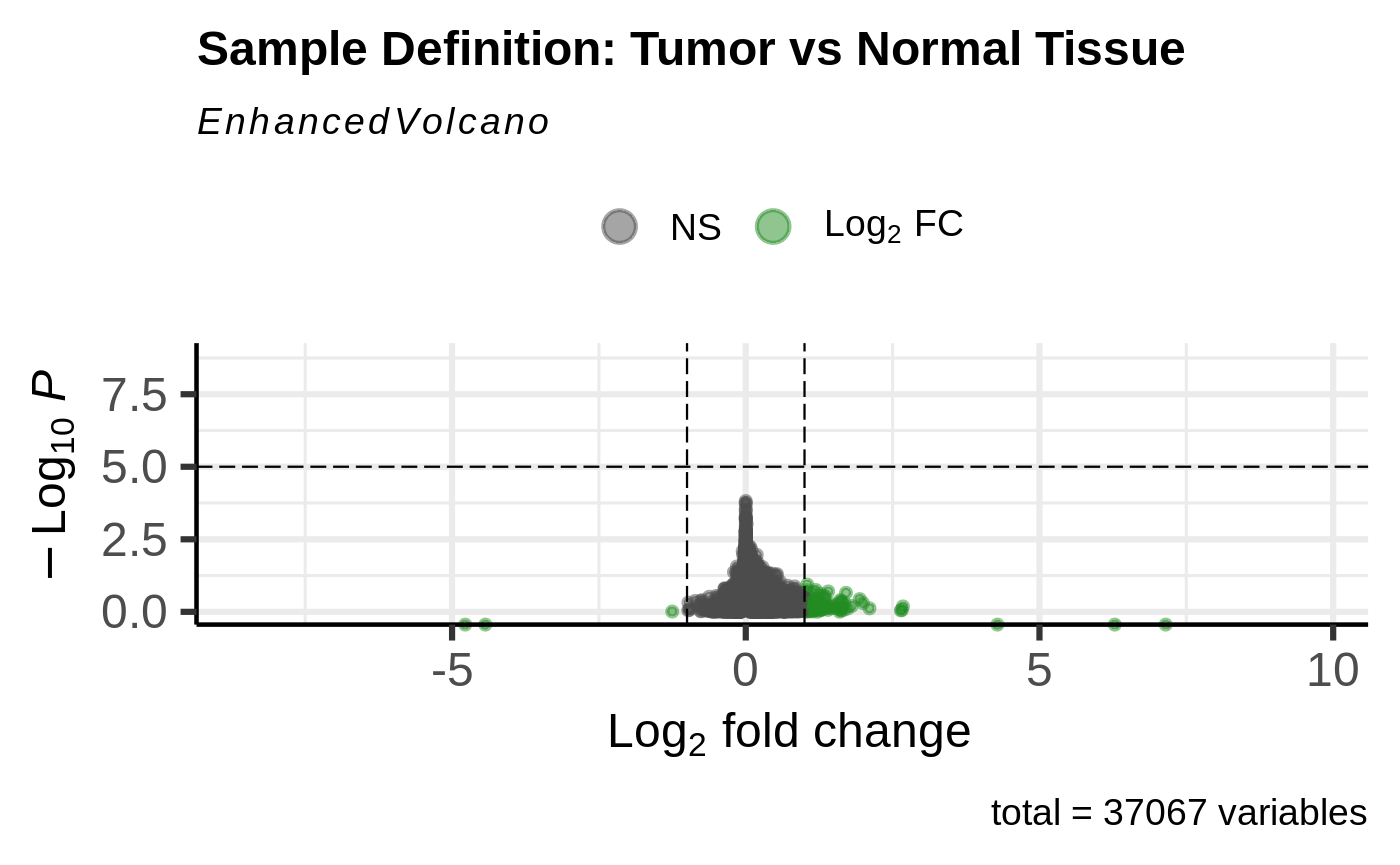 Sample Definition: Tumor vs Normal Tissue
EnhancedVolcano
NS Log₂ FC
− Log₁₀ P
7.5
5.0
2.5
0.0
-5 0 5 10
Log₂ fold change
total = 37067 variables